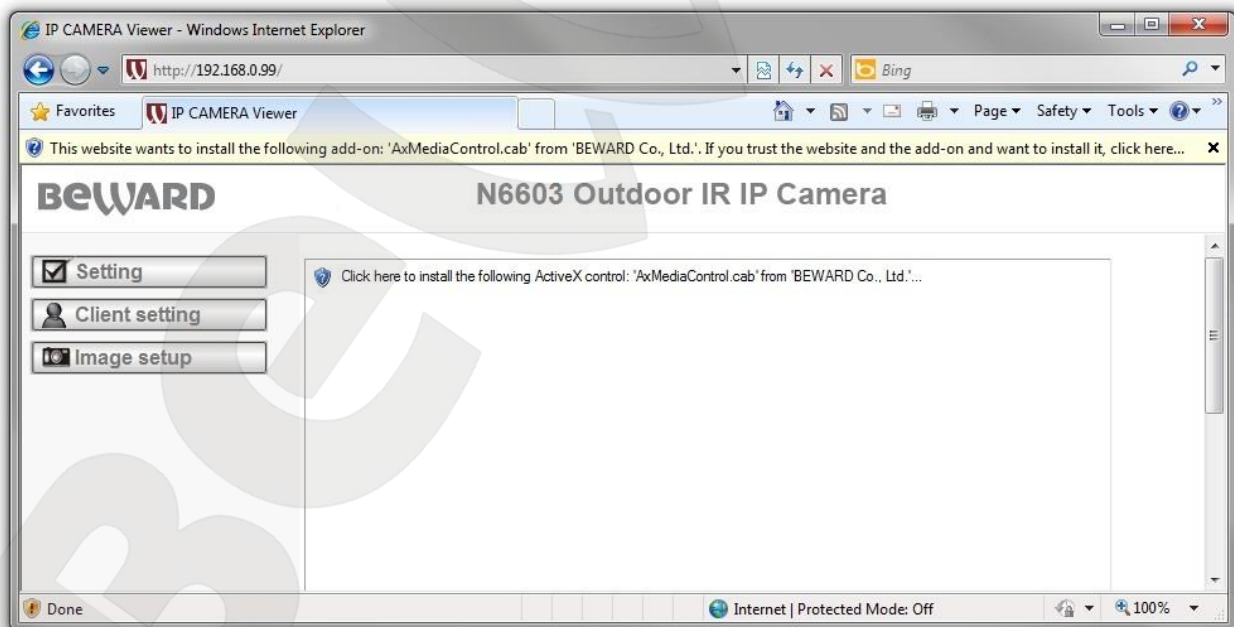 IP CAMERA Viewer - Windows Internet Explorer
http://192.168.0.99/
Bing
Favorites
IP CAMERA Viewer
Page
Safety
Tools
This website wants to install the following add-on: 'AxMediaControl.cab' from 'BEWARD Co., Ltd.'. If you trust the website and the add-on and want to install it, click here...
BEWARD
N6603 Outdoor IR IP Camera
Setting
Click here to install the following ActiveX control: 'AxMediaControl.cab' from 'BEWARD Co., Ltd.'...
Client setting
Image setup
Done
Internet | Protected Mode: Off
100%